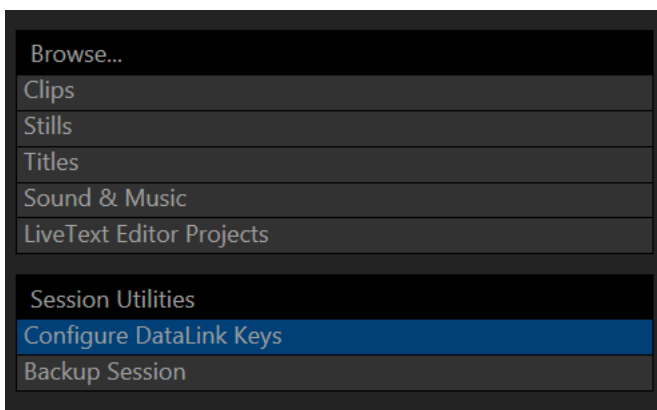 Browse...
Clips
Stills
Titles
Sound & Music
LiveText Editor Projects
Session Utilities
Configure DataLink Keys
Backup Session